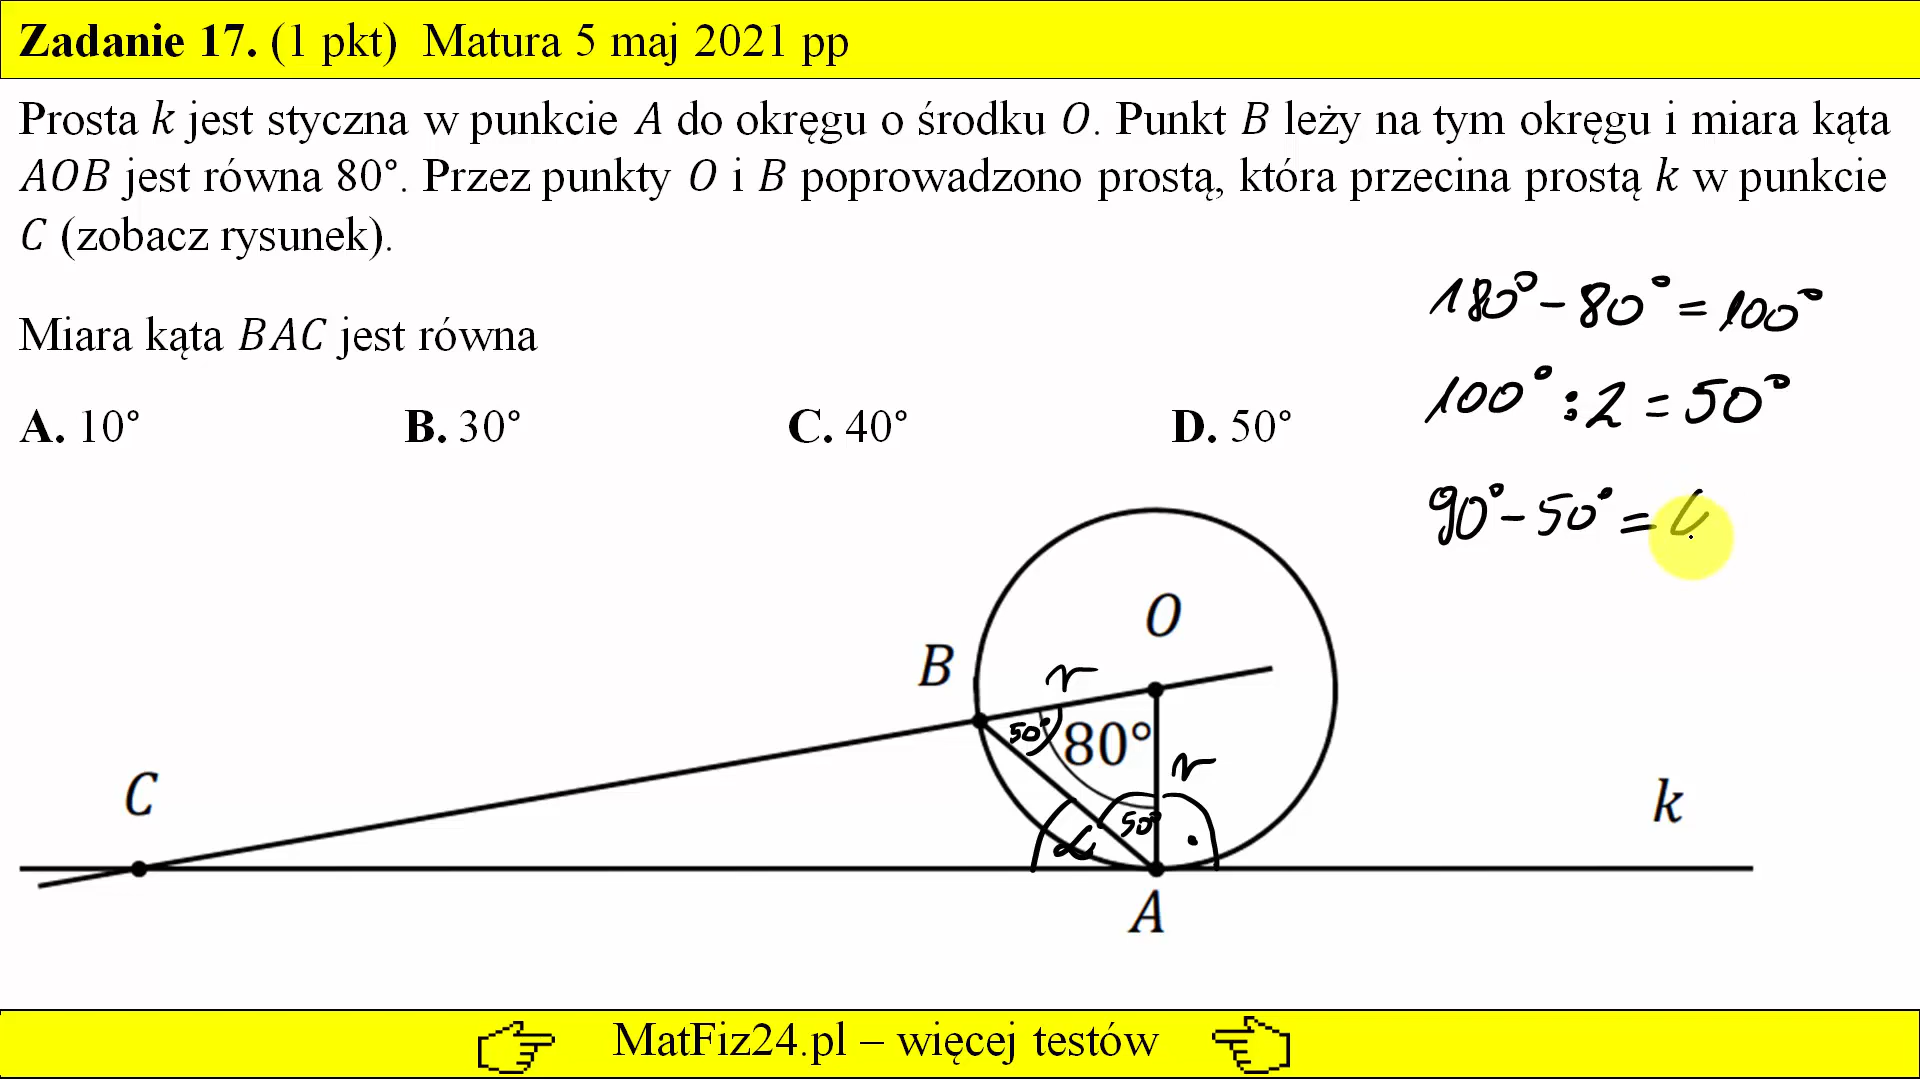 Zadanie 17. (1 pkt) Matura 5 maj 2021 pp
Prosta k jest styczna w punkcie A do okręgu o środku O. Punkt B leży na tym okręgu i miara kąta
AOB jest równa 80°. Przez punkty O i B poprowadzono prostą, która przecina prostą k w punkcie
C (zobacz rysunek).
180° - 80° = 100°
Miara kąta BAC jest równa
100° : 2 = 50°
A. 10° B. 30° C. 40° D. 50°
90° - 50° =
O
B
r
50°
80°
r
C
k
50°
α
A
MatFiz24.pl – więcej testów